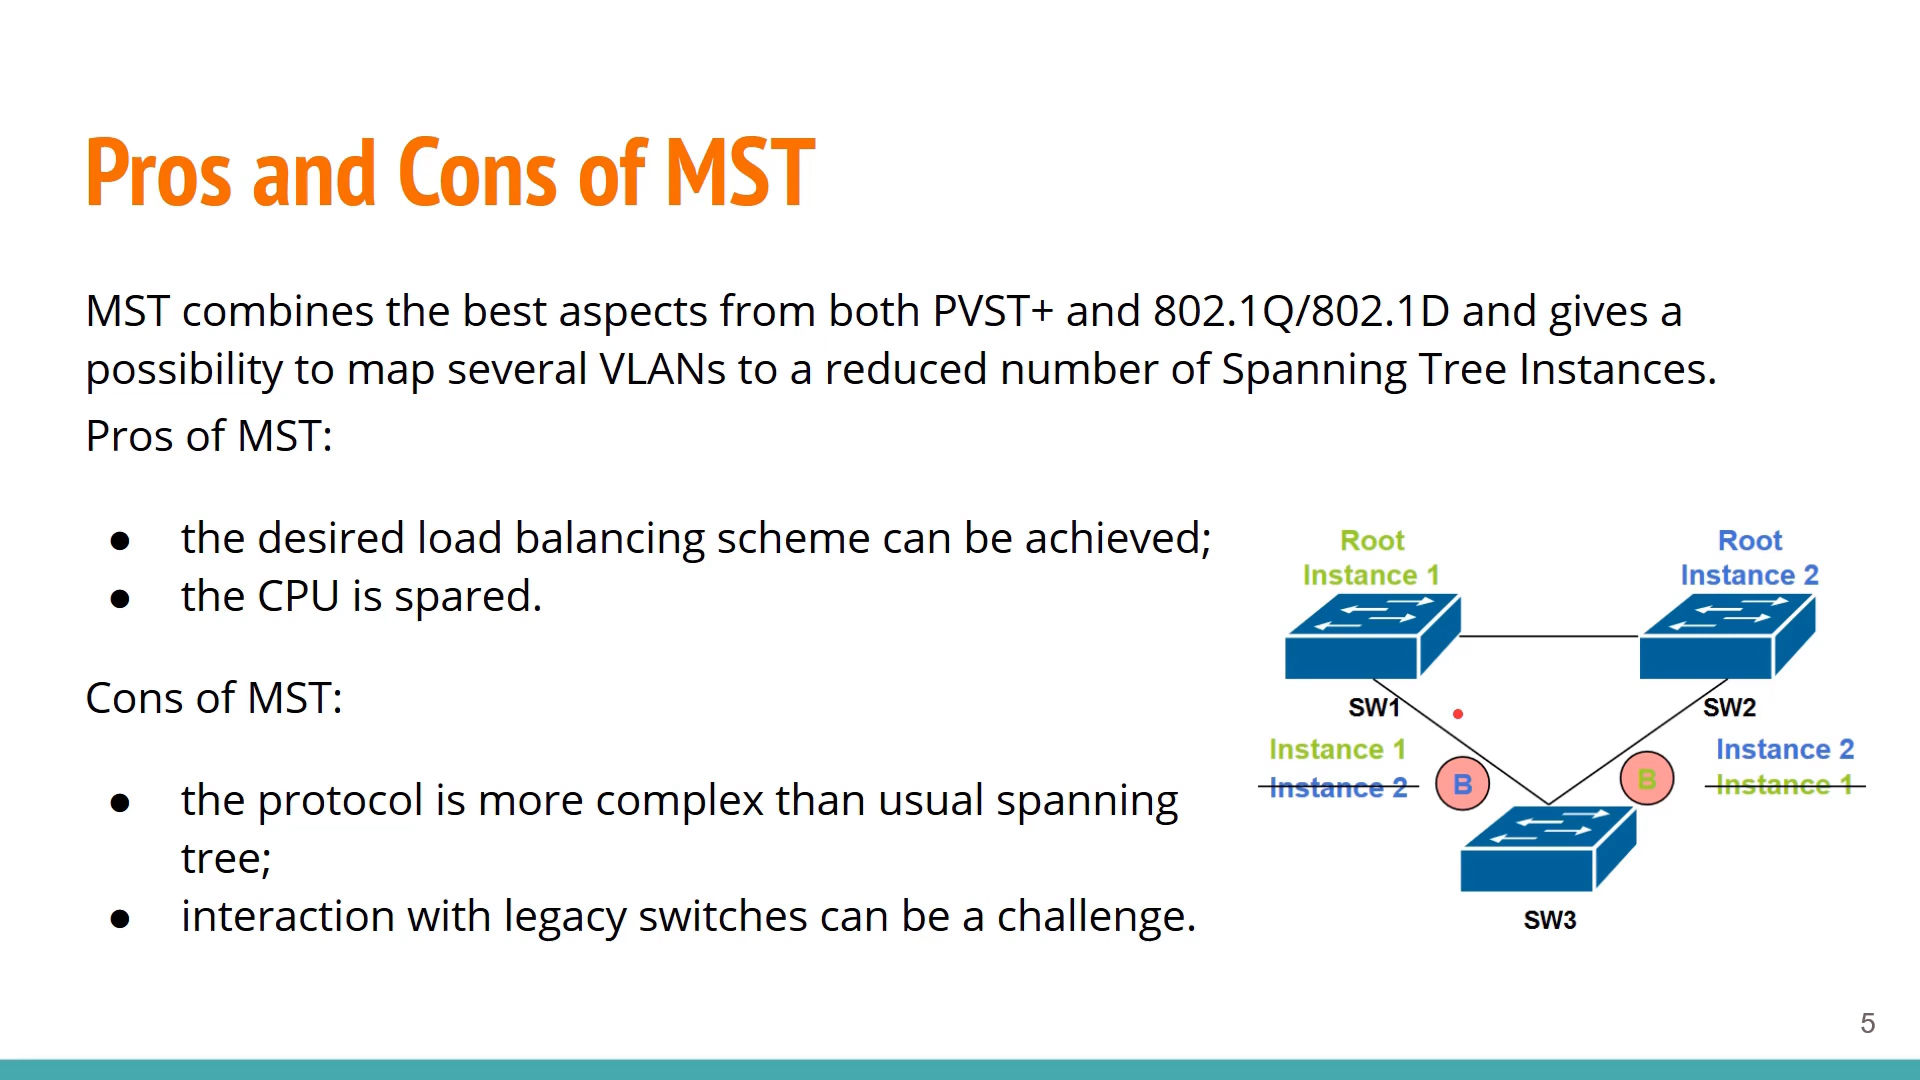 Pros and Cons of MST
MST combines the best aspects from both PVST+ and 802.1Q/802.1D and gives a
possibility to map several VLANs to a reduced number of Spanning Tree Instances.
Pros of MST:
● the desired load balancing scheme can be achieved;
● the CPU is spared.
Cons of MST:
● the protocol is more complex than usual spanning
tree;
● interaction with legacy switches can be a challenge.
Root
Instance 1
Root
Instance 2
SW1
SW2
Instance 1
Instance 2
B
B
Instance 2
Instance 1
SW3
5